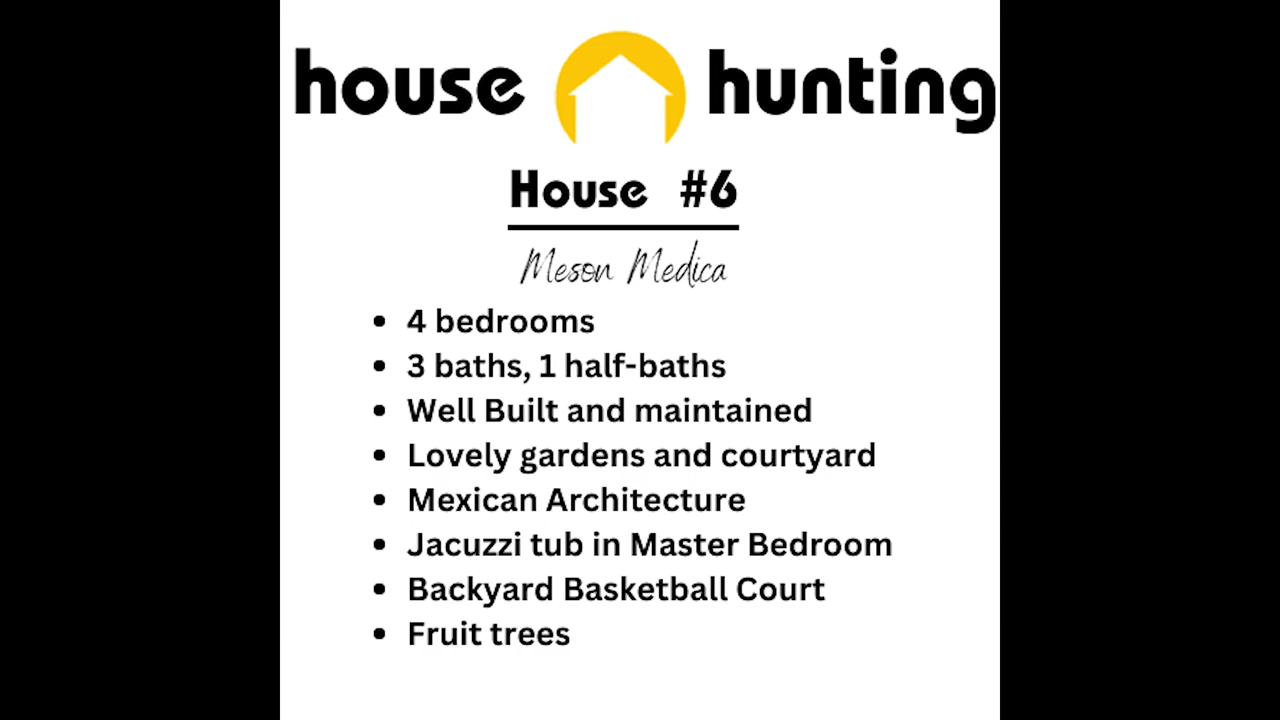 house hunting
House #6
Meson Medica
• 4 bedrooms
• 3 baths, 1 half-baths
• Well Built and maintained
• Lovely gardens and courtyard
• Mexican Architecture
• Jacuzzi tub in Master Bedroom
• Backyard Basketball Court
• Fruit trees